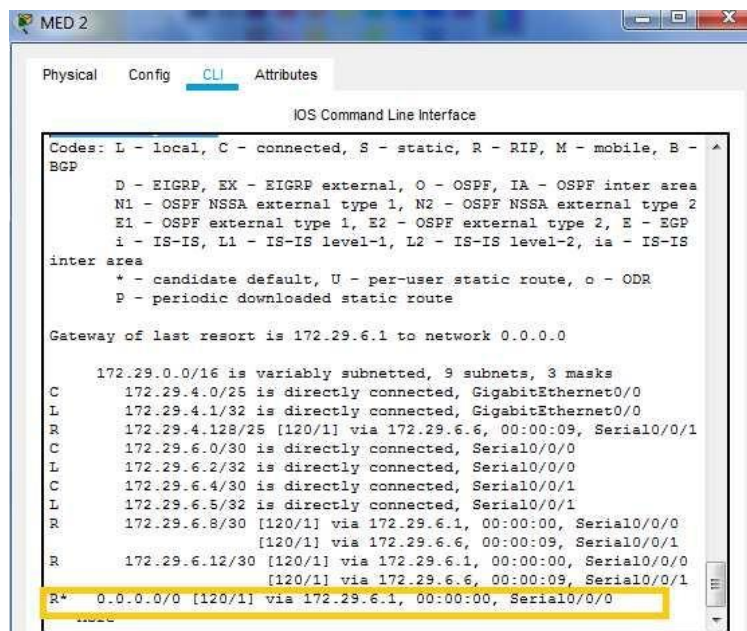 MED 2
Physical Config CLI Attributes
IOS Command Line Interface
Codes: L - local, C - connected, S - static, R - RIP, M - mobile, B -
BGP
D - EIGRP, EX - EIGRP external, O - OSPF, IA - OSPF inter area
N1 - OSPF NSSA external type 1, N2 - OSPF NSSA external type 2
E1 - OSPF external type 1, E2 - OSPF external type 2, E - EGP
i - IS-IS, L1 - IS-IS level-1, L2 - IS-IS level-2, ia - IS-IS
inter area
* - candidate default, U - per-user static route, o - ODR
P - periodic downloaded static route
Gateway of last resort is 172.29.6.1 to network 0.0.0.0
172.29.0.0/16 is variably subnetted, 9 subnets, 3 masks
C 172.29.4.0/25 is directly connected, GigabitEthernet0/0
L 172.29.4.1/32 is directly connected, GigabitEthernet0/0
R 172.29.4.128/25 [120/1] via 172.29.6.6, 00:00:09, Serial0/0/1
C 172.29.6.0/30 is directly connected, Serial0/0/0
L 172.29.6.2/32 is directly connected, Serial0/0/0
C 172.29.6.4/30 is directly connected, Serial0/0/1
L 172.29.6.5/32 is directly connected, Serial0/0/1
R 172.29.6.8/30 [120/1] via 172.29.6.1, 00:00:00, Serial0/0/0
[120/1] via 172.29.6.6, 00:00:09, Serial0/0/1
R 172.29.6.12/30 [120/1] via 172.29.6.1, 00:00:00, Serial0/0/0
[120/1] via 172.29.6.6, 00:00:09, Serial0/0/1
R* 0.0.0.0/0 [120/1] via 172.29.6.1, 00:00:00, Serial0/0/0